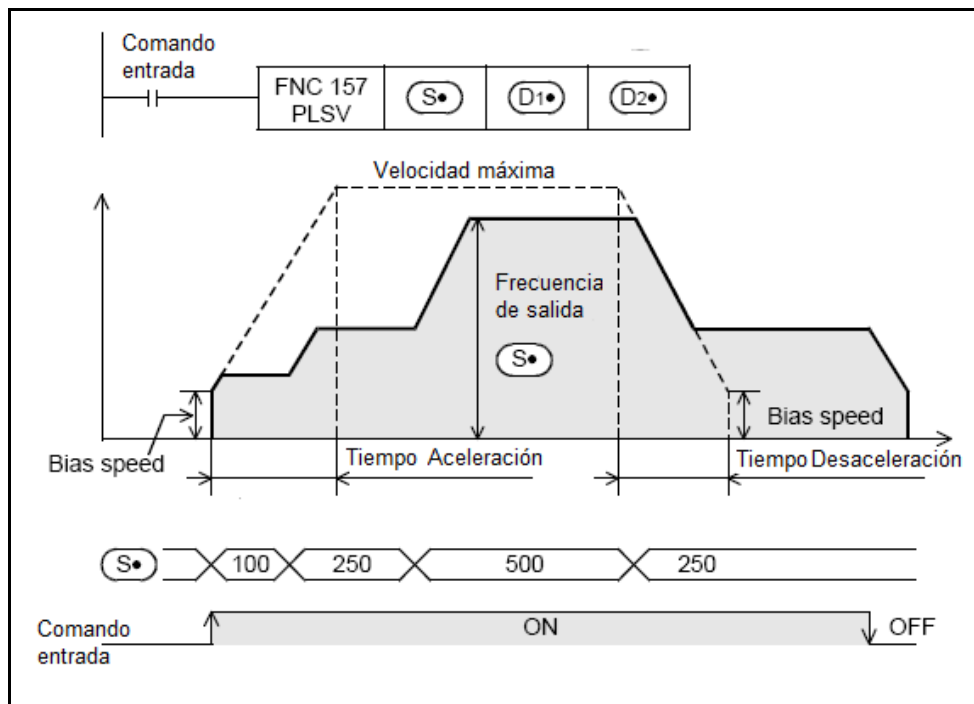 Comando
entrada
FNC 157
PLSV
S•
D1•
D2•
Velocidad máxima
Frecuencia
de salida
S•
Bias speed
Bias speed
Tiempo Aceleración
Tiempo Desaceleración
S•
100
250
500
250
Comando
entrada
ON
OFF